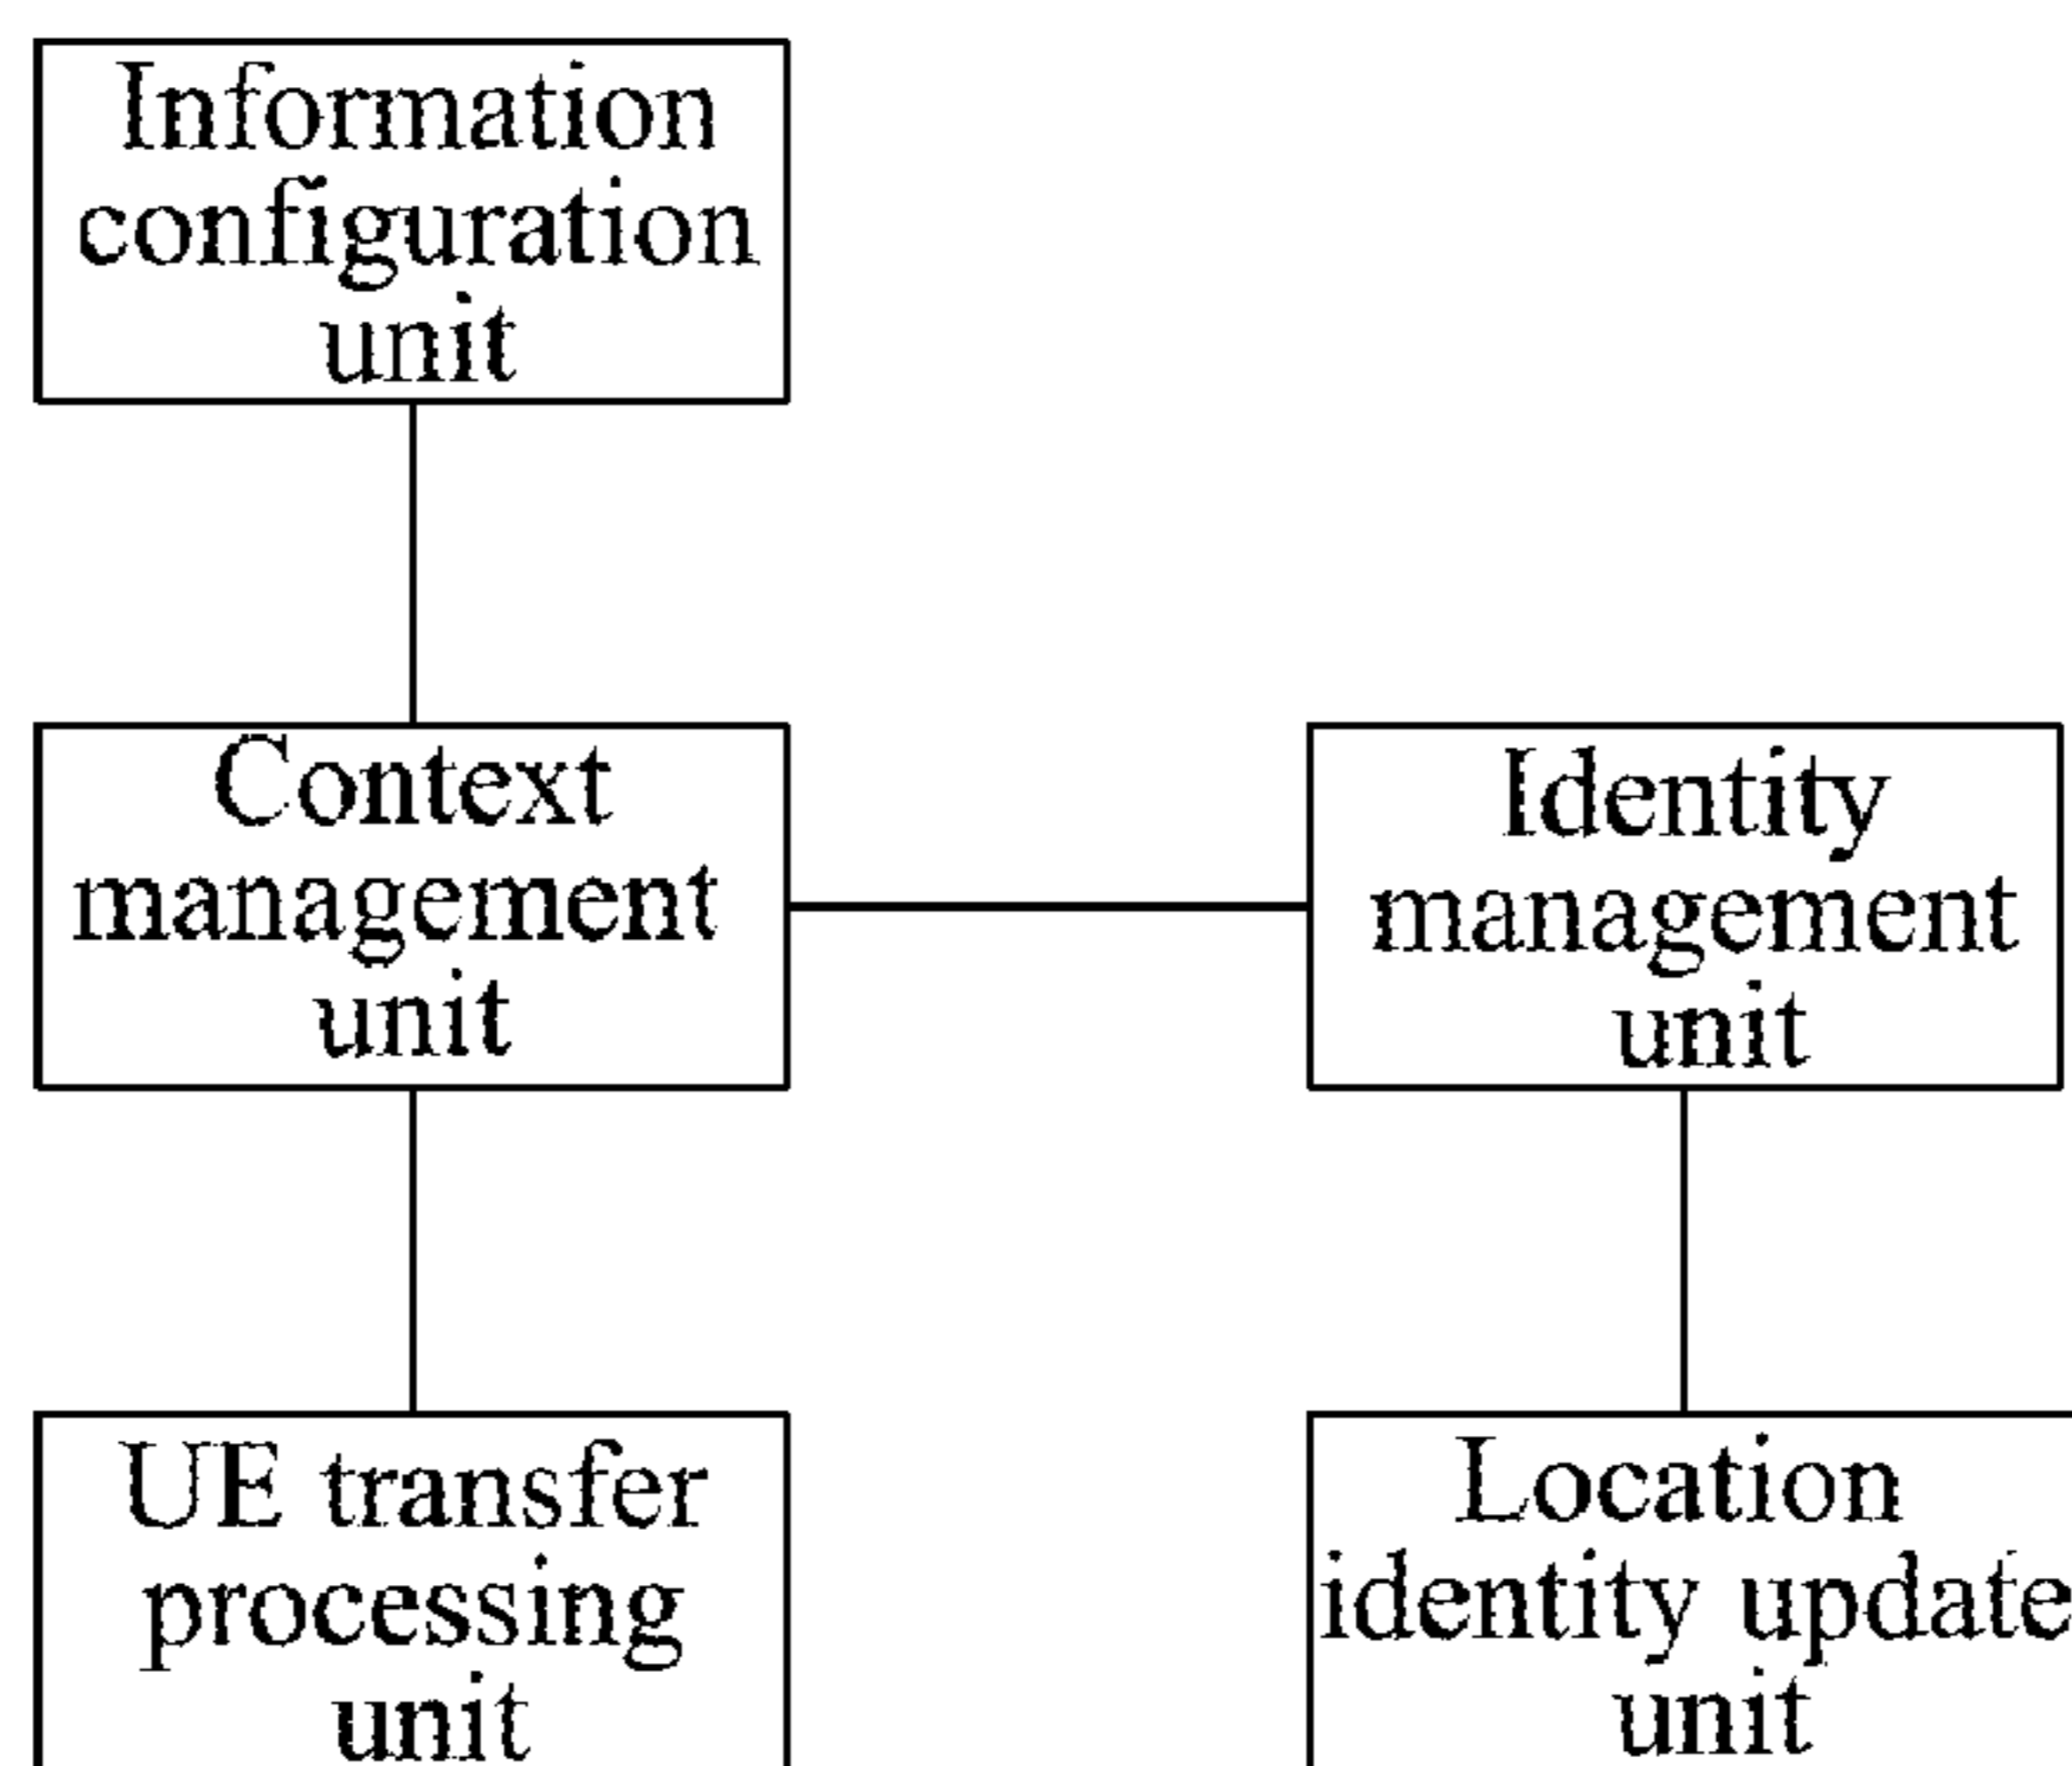 Information
configuration
unit
Context
management
unit
Identity
management
unit
UE transfer
processing
unit
Location
identity update
unit